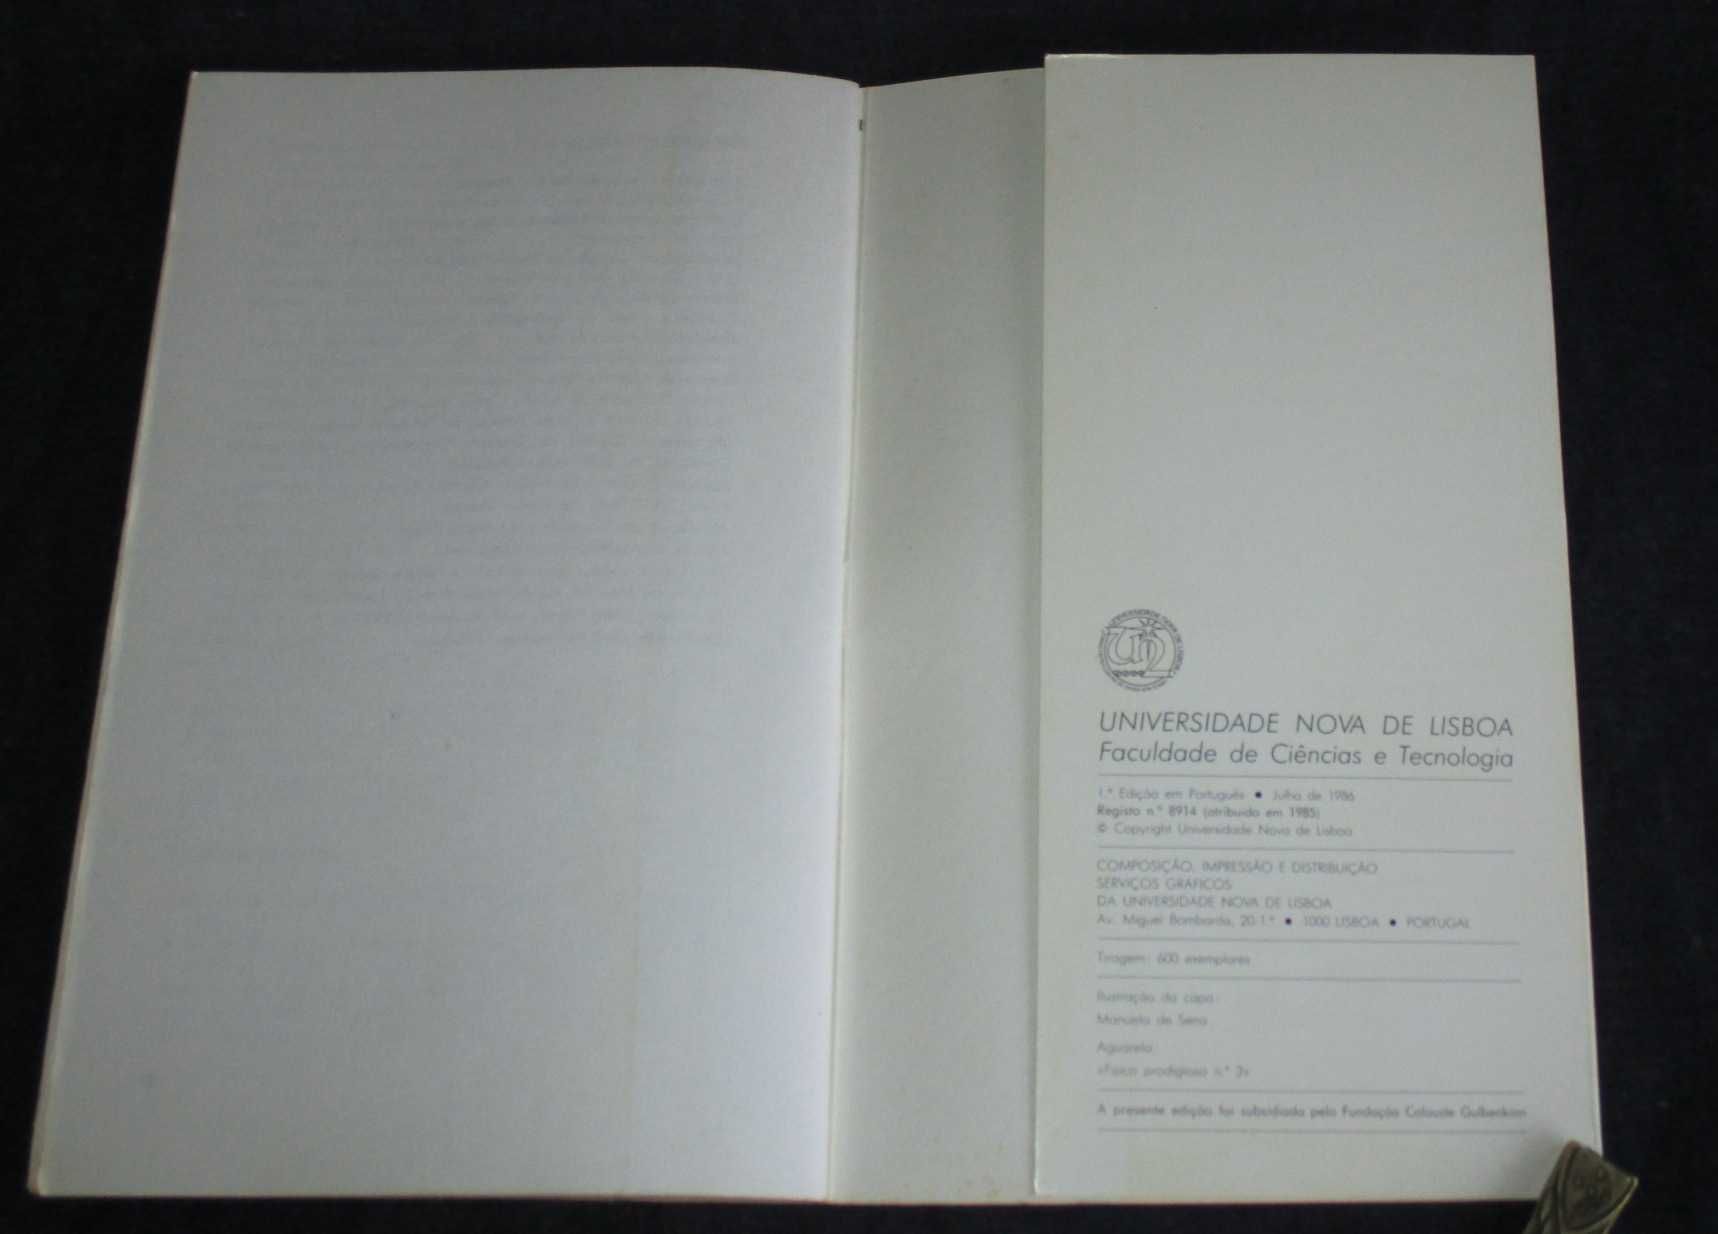 UNIVERSIDADE NOVA DE LISBOA
Faculdade de Ciências e Tecnologia
1.ª Edição em Português • Julho de 1986
Registo n.º 8914 (atribuído em 1985)
© Copyright Universidade Nova de Lisboa
COMPOSIÇÃO, IMPRESSÃO E DISTRIBUIÇÃO
SERVIÇOS GRÁFICOS
DA UNIVERSIDADE NOVA DE LISBOA
Av. Miguel Bombarda, 20-1.º • 1000 LISBOA • PORTUGAL
Tiragem: 600 exemplares
Ilustração da capa:
Manuela de Sena
Aguarela:
«Físico prodigioso n.º 3»
A presente edição foi subsidiada pela Fundação Calouste Gulbenkian